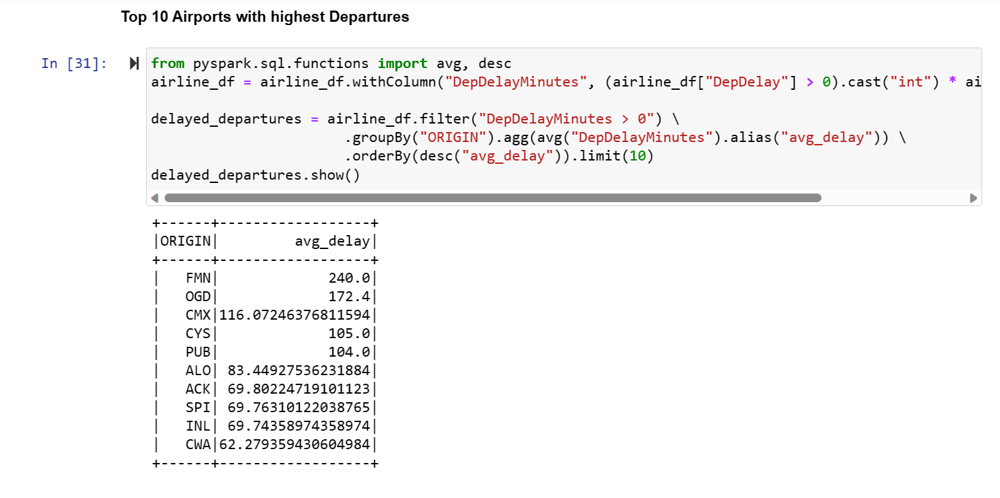 Top 10 Airports with highest Departures
In [31]:
from pyspark.sql.functions import avg, desc
airline_df = airline_df.withColumn("DepDelayMinutes", (airline_df["DepDelay"] > 0).cast("int") * ai
delayed_departures = airline_df.filter("DepDelayMinutes > 0") \
                       .groupBy("ORIGIN").agg(avg("DepDelayMinutes").alias("avg_delay")) \
                       .orderBy(desc("avg_delay")).limit(10)
delayed_departures.show()
+------+------------------+
|ORIGIN|         avg_delay|
+------+------------------+
|   FMN|             240.0|
|   OGD|             172.4|
|   CMX|116.07246376811594|
|   CYS|             105.0|
|   PUB|             104.0|
|   ALO| 83.44927536231884|
|   ACK| 69.80224719101123|
|   SPI| 69.76310122038765|
|   INL| 69.74358974358974|
|   CWA|62.279359430604984|
+------+------------------+